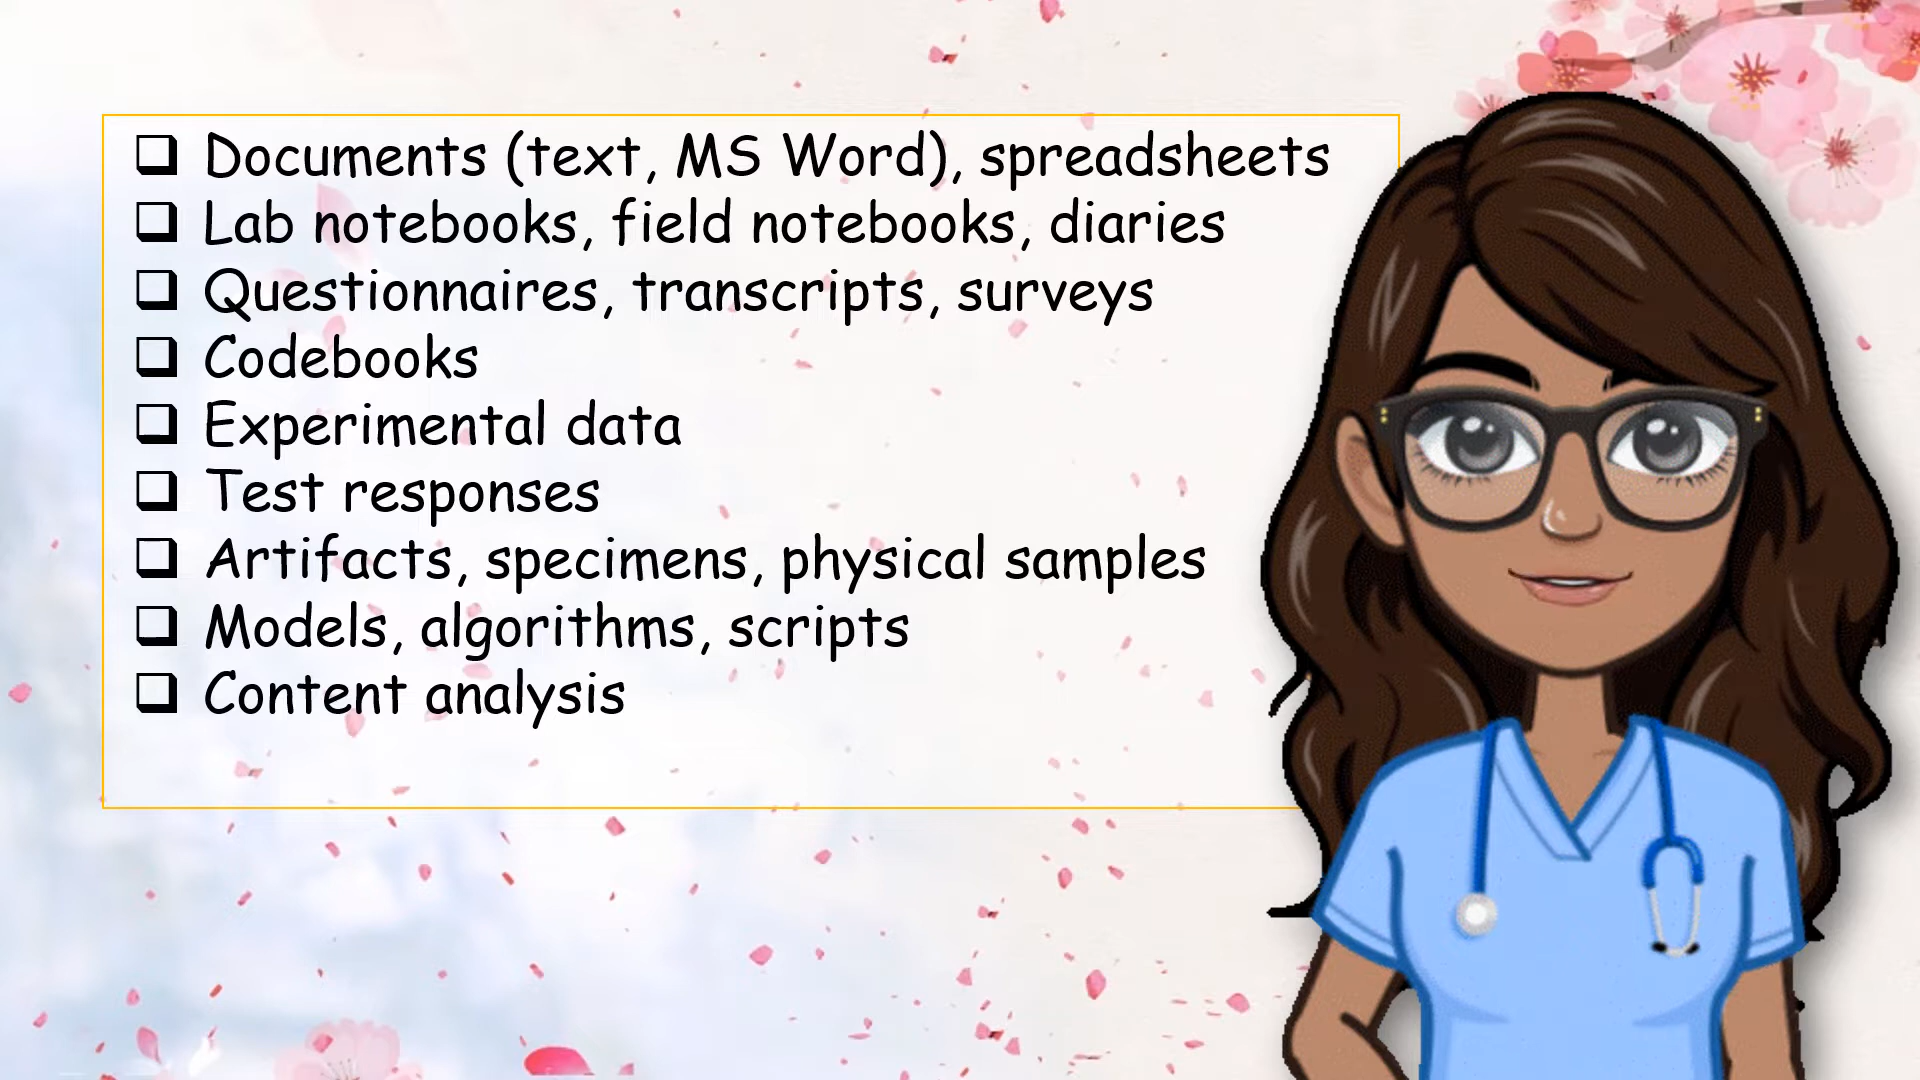 ❑ Documents (text, MS Word), spreadsheets
❑ Lab notebooks, field notebooks, diaries
❑ Questionnaires, transcripts, surveys
❑ Codebooks
❑ Experimental data
❑ Test responses
❑ Artifacts, specimens, physical samples
❑ Models, algorithms, scripts
❑ Content analysis